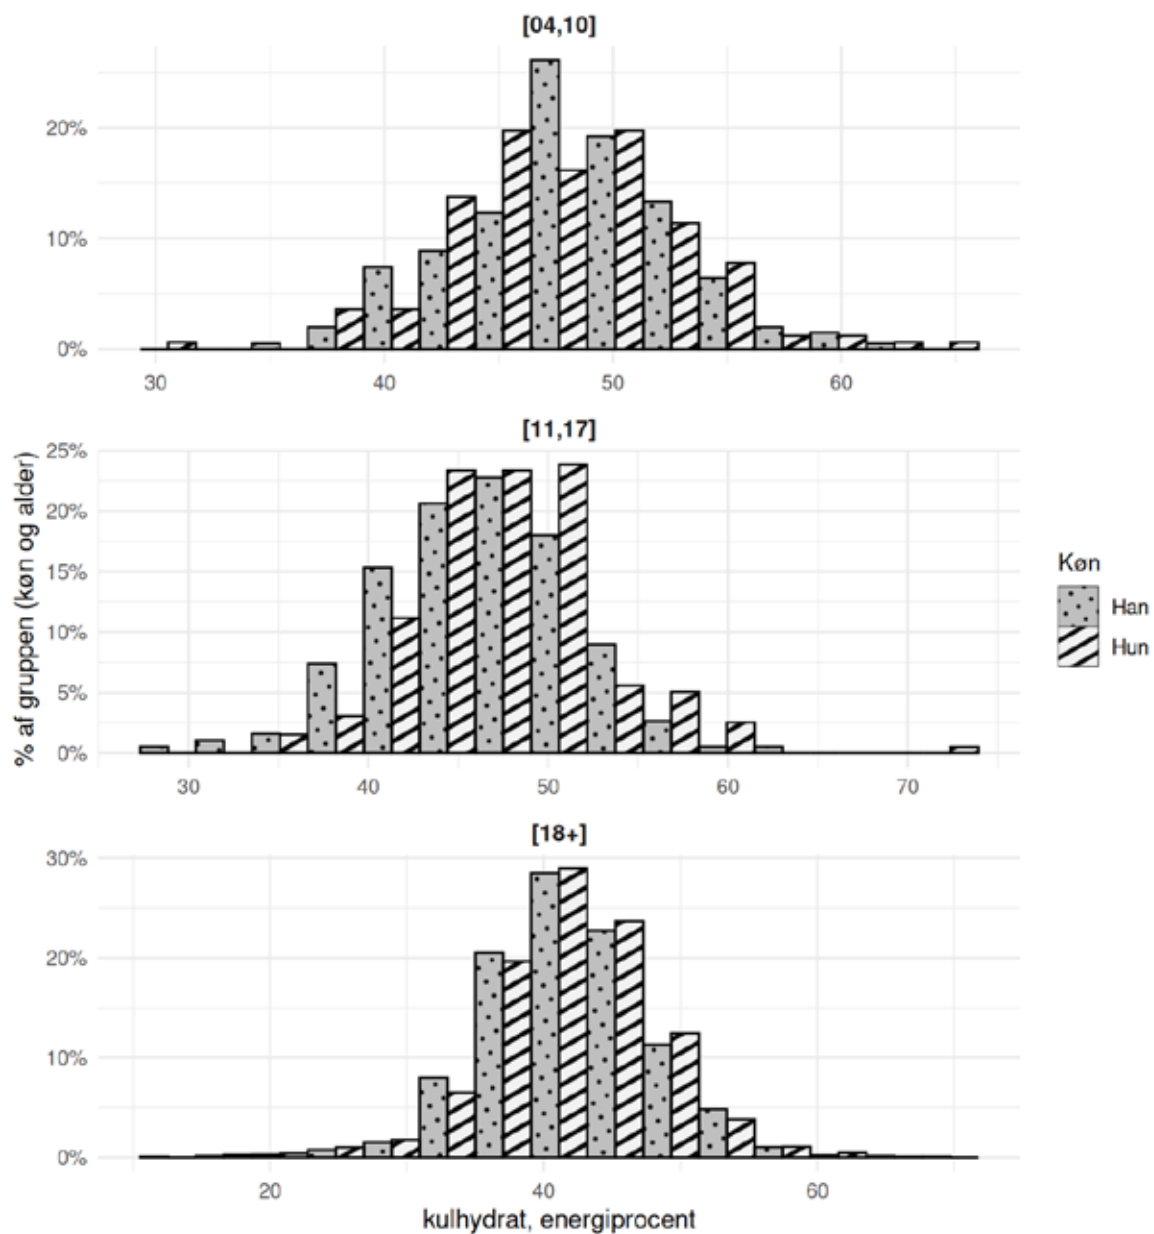 [04,10]
20%
10%
0%
30 40 50 60
[11,17]
25%
20%
15%
10%
5%
0%
30 40 50 60 70
[18+]
30%
20%
10%
0%
20 40 60
kulhydrat, energiprocent
% af gruppen (køn og alder)
Køn
Han
Hun